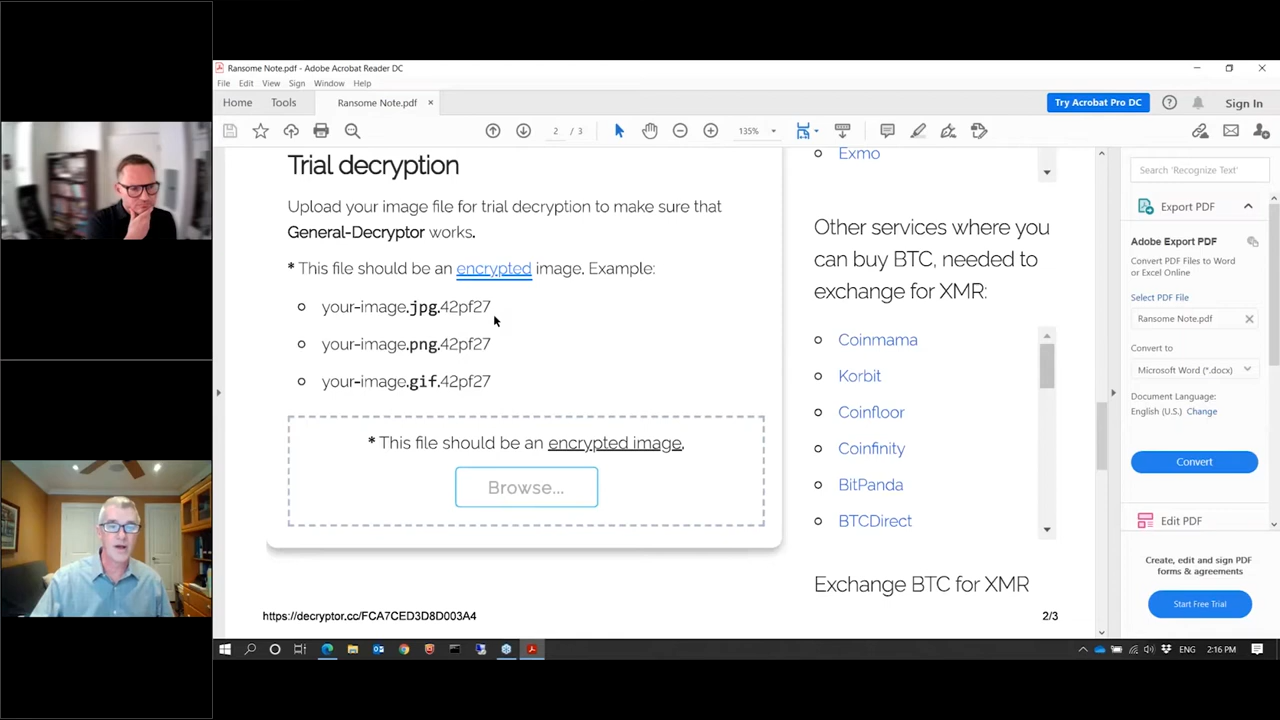 Ransome Note.pdf - Adobe Acrobat Reader DC
File Edit View Sign Window Help
Home Tools Ransome Note.pdf ×
Try Acrobat Pro DC
Sign In
2 / 3
135%
Trial decryption
Upload your image file for trial decryption to make sure that
General-Decryptor works.
* This file should be an encrypted image. Example:
your-image.jpg.42pf27
your-image.png.42pf27
your-image.gif.42pf27
* This file should be an encrypted image.
Browse...
https://decryptor.cc/FCA7CED3D8D003A4
Exmo
Other services where you
can buy BTC, needed to
exchange for XMR:
Coinmama
Korbit
Coinfloor
Coinfinity
BitPanda
BTCDirect
Exchange BTC for XMR
2/3
Search 'Recognize Text'
Export PDF
Adobe Export PDF
Convert PDF Files to Word
or Excel Online
Select PDF File
Ransome Note.pdf ×
Convert to
Microsoft Word (*.docx)
Document Language:
English (U.S.) Change
Convert
Edit PDF
Create, edit and sign PDF
forms & agreements
Start Free Trial
ENG 2:16 PM